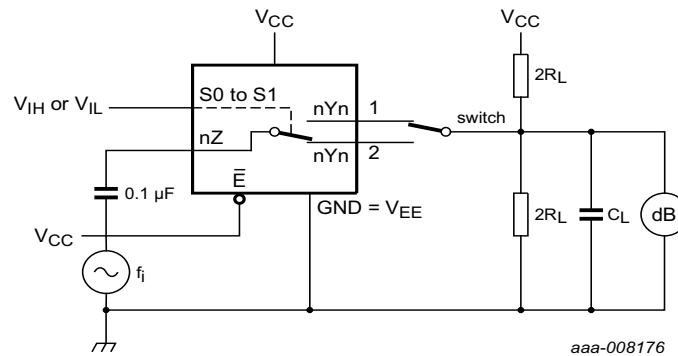 VCC
VCC
S0 to S1
VIH or VIL
nYn
1
2RL
switch
nZ
nYn
2
E̅
0.1 μF
GND = VEE
2RL
CL
dB
VCC
fi
aaa-008176